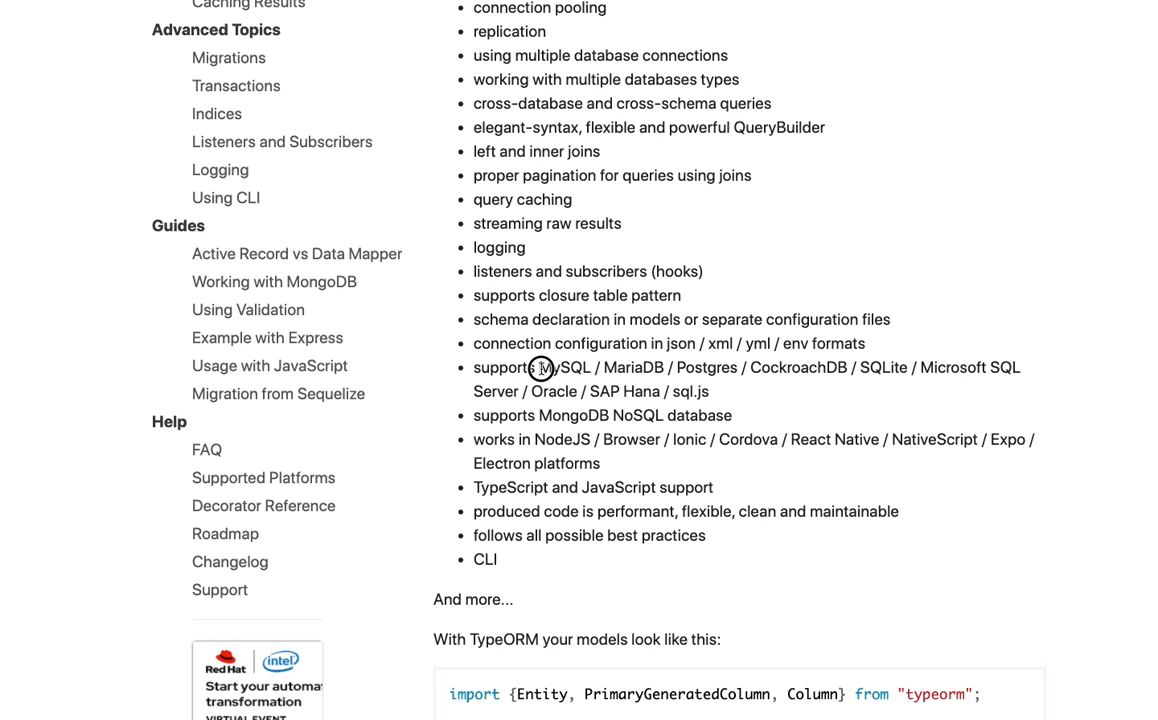 Caching Results
Advanced Topics
Migrations
Transactions
Indices
Listeners and Subscribers
Logging
Using CLI
Guides
Active Record vs Data Mapper
Working with MongoDB
Using Validation
Example with Express
Usage with JavaScript
Migration from Sequelize
Help
FAQ
Supported Platforms
Decorator Reference
Roadmap
Changelog
Support
Red Hat
intel
Start your automat
transformation
VIRTUAL EVENT
connection pooling
replication
using multiple database connections
working with multiple databases types
cross-database and cross-schema queries
elegant-syntax, flexible and powerful QueryBuilder
left and inner joins
proper pagination for queries using joins
query caching
streaming raw results
logging
listeners and subscribers (hooks)
supports closure table pattern
schema declaration in models or separate configuration files
connection configuration in json / xml / yml / env formats
supports MySQL / MariaDB / Postgres / CockroachDB / SQLite / Microsoft SQL
Server / Oracle / SAP Hana / sql.js
supports MongoDB NoSQL database
works in NodeJS / Browser / Ionic / Cordova / React Native / NativeScript / Expo /
Electron platforms
TypeScript and JavaScript support
produced code is performant, flexible, clean and maintainable
follows all possible best practices
CLI
And more...
With TypeORM your models look like this:
import {Entity, PrimaryGeneratedColumn, Column} from "typeorm";